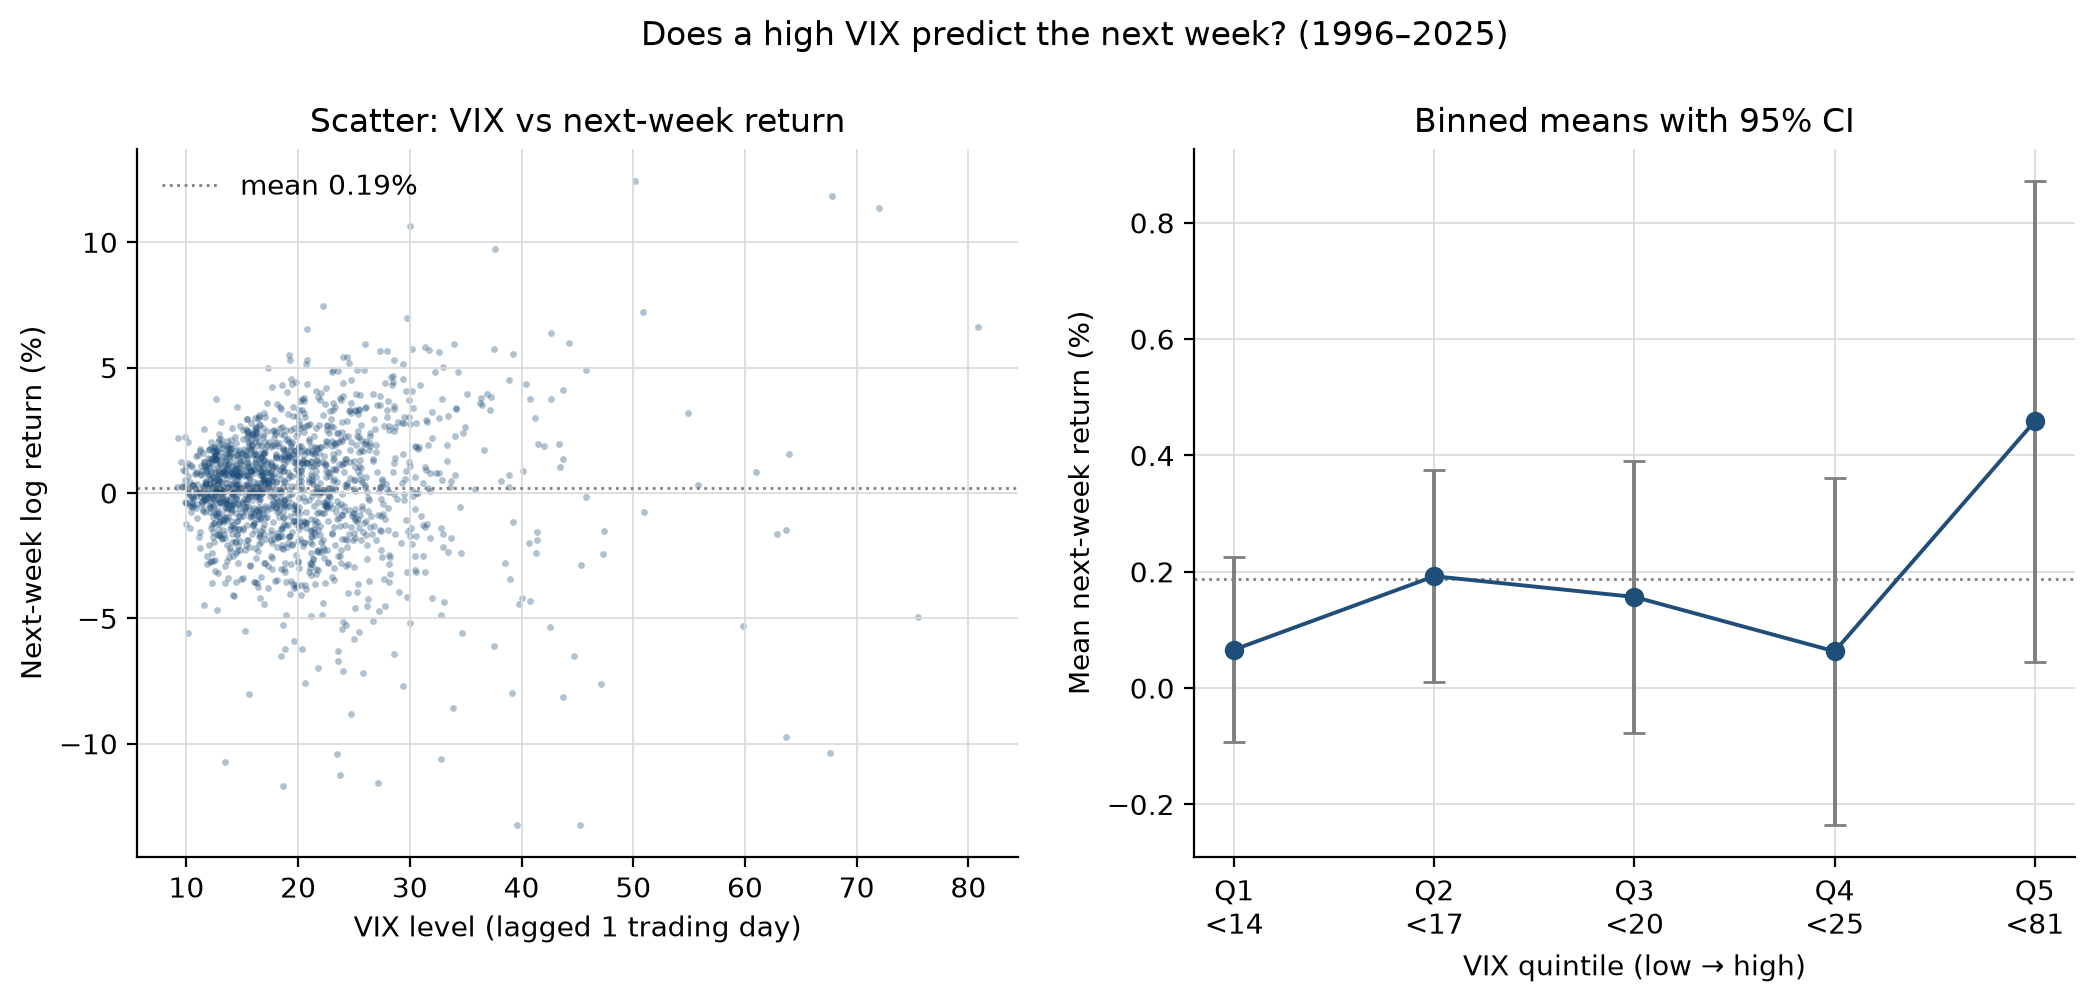 Does a high VIX predict the next week? (1996–2025)
Scatter: VIX vs next-week return
mean 0.19%
Next-week log return (%)
10
5
0
−5
−10
10 20 30 40 50 60 70 80
VIX level (lagged 1 trading day)
Binned means with 95% CI
Mean next-week return (%)
0.8
0.6
0.4
0.2
0.0
−0.2
Q1 Q2 Q3 Q4 Q5
<14 <17 <20 <25 <81
VIX quintile (low → high)